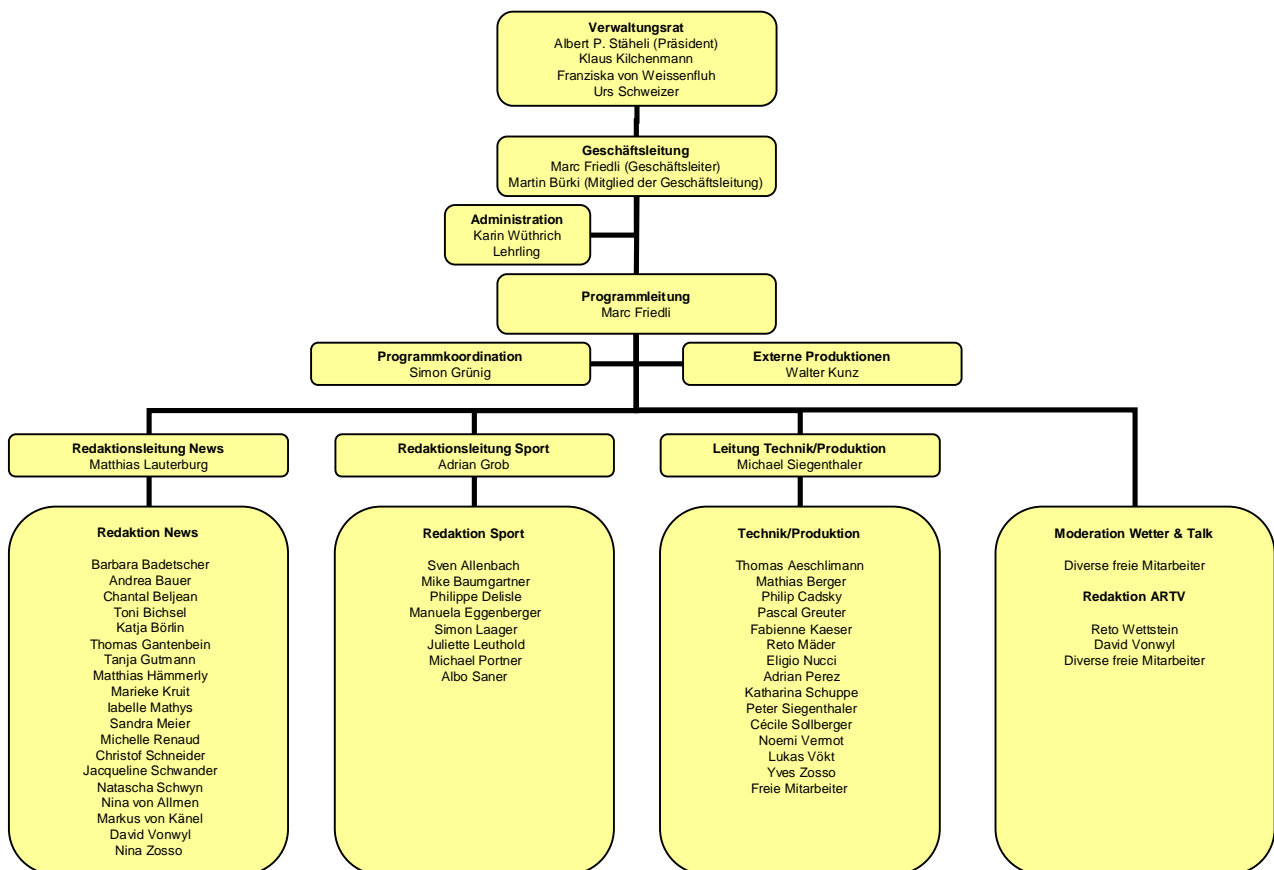 Verwaltungsrat
Albert P. Stäheli (Präsident)
Klaus Kilchenmann
Franziska von Weissenfluh
Urs Schweizer
Geschäftsleitung
Marc Friedli (Geschäftsleiter)
Martin Bürki (Mitglied der Geschäftsleitung)
Administration
Karin Wüthrich
Lehrling
Programmleitung
Marc Friedli
Programmkoordination
Simon Grünig
Externe Produktionen
Walter Kunz
Redaktionsleitung News
Matthias Lauterburg
Redaktionsleitung Sport
Adrian Grob
Leitung Technik/Produktion
Michael Siegenthaler
Redaktion News
Barbara Badetscher
Andrea Bauer
Chantal Beljean
Toni Bichsel
Katja Börlin
Thomas Gantenbein
Tanja Gutmann
Matthias Hämmerly
Marieke Kruit
Iabelle Mathys
Sandra Meier
Michelle Renaud
Christof Schneider
Jacqueline Schwander
Natascha Schwyn
Nina von Allmen
Markus von Känel
David Vonwyl
Nina Zosso
Redaktion Sport
Sven Allenbach
Mike Baumgartner
Philippe Delisle
Manuela Eggenberger
Simon Laager
Juliette Leuthold
Michael Portner
Albo Saner
Technik/Produktion
Thomas Aeschlimann
Mathias Berger
Philip Cadsky
Pascal Greuter
Fabienne Kaeser
Reto Mäder
Eligio Nucci
Adrian Perez
Katharina Schuppe
Peter Siegenthaler
Cécile Sollberger
Noemi Vermot
Lukas Vökt
Yves Zosso
Freie Mitarbeiter
Moderation Wetter & Talk
Diverse freie Mitarbeiter
Redaktion ARTV
Reto Wettstein
David Vonwyl
Diverse freie Mitarbeiter